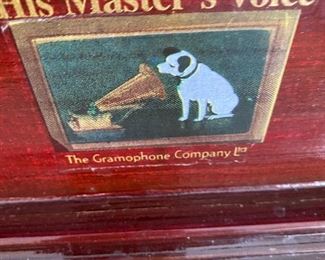 His Master's Voice
The Gramophone Company Ltd